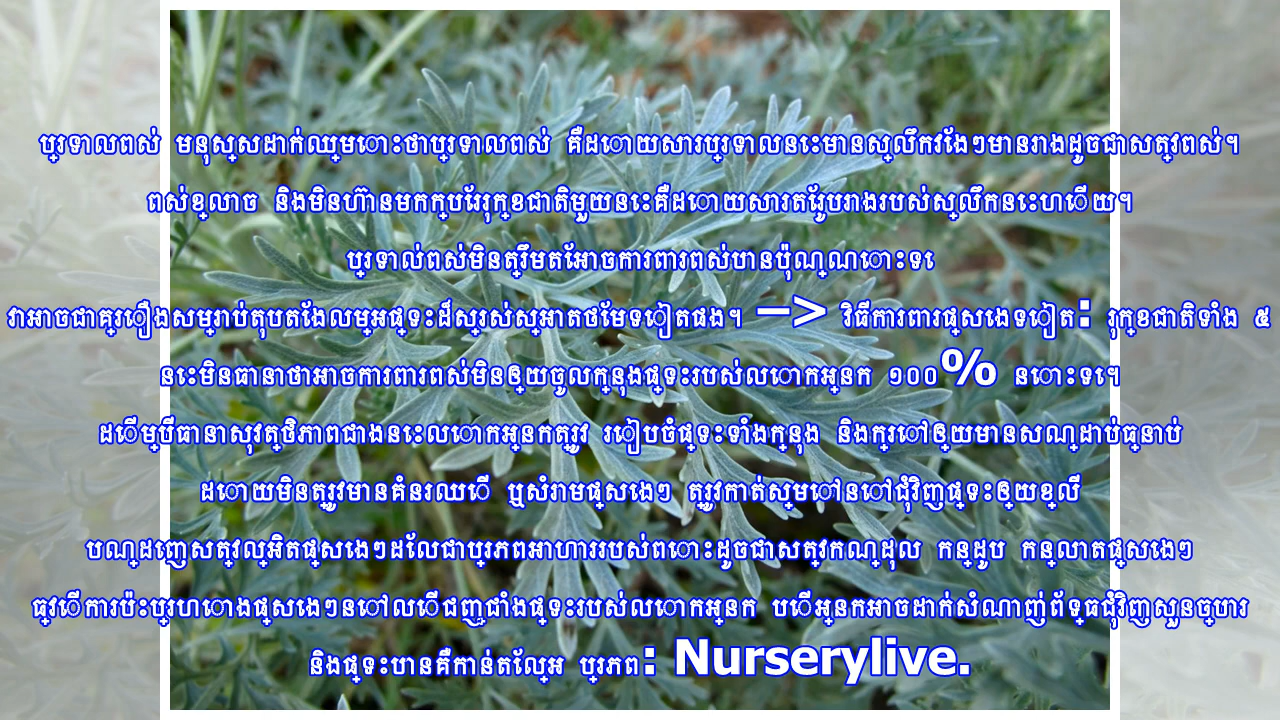 ប្រទាលពស់ មនុស្សដាក់ឈ្មោះថាប្រទាលពស់ គឺដោយសារប្រទាលនេះមានស្លឹកវែងៗមានរាងដូចជាសត្វពស់។
ពស់ខ្លាច និងមិនហ៊ានមកក្បែររុក្ខជាតិមួយនេះគឺដោយសារតែរូបរាងរបស់ស្លឹកនេះហើយ។
ប្រទាល់ពស់មិនត្រឹមតែអាចការពារពស់បានប៉ុណ្ណោះទេ
វាអាចជាគ្រឿងសម្រាប់តុបតែងលម្អផ្ទះដ៏ស្រស់ស្អាតថែមទៀតផង។ —> វិធីការពារផ្សេងទៀត: រុក្ខជាតិទាំង ៥
នេះមិនធានាថាអាចការពារពស់មិនឲ្យចូលក្នុងផ្ទះរបស់លោកអ្នក ១០០% នោះទេ។
ដើម្បីធានាសុវត្ថិភាពជាងនេះលោកអ្នកត្រូវ រៀបចំផ្ទះទាំងក្នុង និងក្រៅឲ្យមានសណ្ដាប់ធ្នាប់
ដោយមិនត្រូវមានគំនរឈើ ឬសំរាមផ្សេងៗ ត្រូវកាត់ស្មៅនៅជុំវិញផ្ទះឲ្យខ្លី
បណ្ដេញសត្វល្អិតផ្សេងៗដែលជាប្រភពអាហាររបស់ពោះដូចជាសត្វកណ្ដុល កន្ដូប កន្លាតផ្សេងៗ
ធ្វើការប៉ះប្រហោងផ្សេងៗនៅលើជញ្ជាំងផ្ទះរបស់លោកអ្នក បើអ្នកអាចដាក់សំណាញ់ព័ទ្ធជុំវិញសួនច្បារ
និងផ្ទះបានគឺកាន់តែល្អ ប្រភព: Nurserylive.